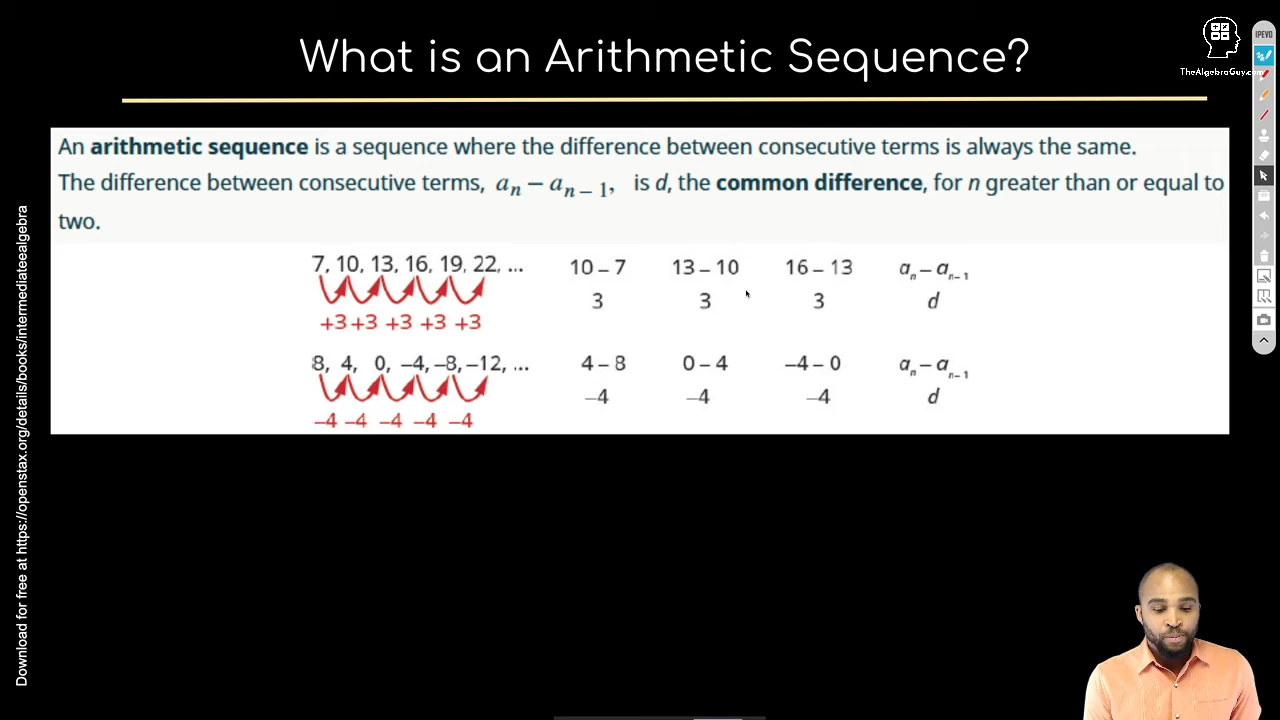 What is an Arithmetic Sequence?
TheAlgebraGuy.com
IPEVO
An arithmetic sequence is a sequence where the difference between consecutive terms is always the same.
The difference between consecutive terms, aₙ – aₙ₋₁, is d, the common difference, for n greater than or equal to
two.
7, 10, 13, 16, 19, 22, ... 10 – 7 13 – 10 16 – 13 aₙ – aₙ₋₁
3 3 3 d
+3 +3 +3 +3 +3
8, 4, 0, –4, –8, –12, ... 4 – 8 0 – 4 –4 – 0 aₙ – aₙ₋₁
–4 –4 –4 d
–4 –4 –4 –4 –4
Download for free at https://openstax.org/details/books/intermediatealgebra